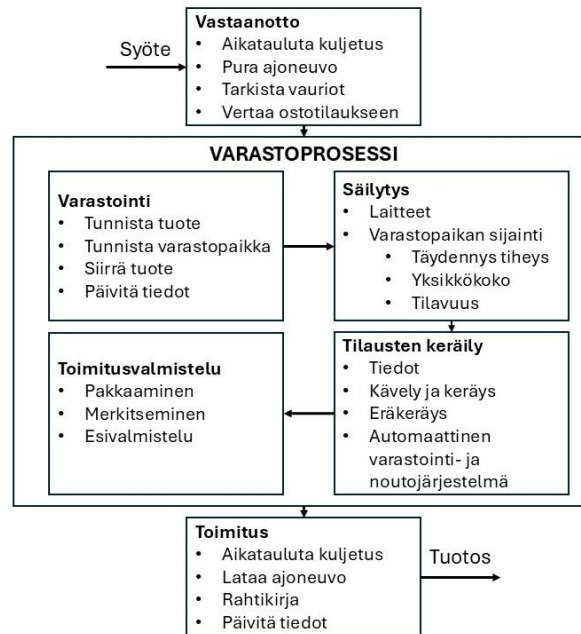 Syöte
Vastaanotto
• Aikatauluta kuljetus
• Pura ajoneuvo
• Tarkista vauriot
• Vertaa ostotilaukseen
VARASTOPROSESSI
Varastointi
• Tunnista tuote
• Tunnista varastopaikka
• Siirrä tuote
• Päivitä tiedot
Säilytys
• Laitteet
• Varastopaikan sijainti
• Täydennys tiheys
• Yksikkökoko
• Tilavuus
Tilausten keräily
• Tiedot
• Kävely ja keräys
• Eräkeräys
• Automaattinen
varastointi- ja
noutojärjestelmä
Toimitusvalmistelu
• Pakkaaminen
• Merkitseminen
• Esivalmistelu
Toimitus
• Aikatauluta kuljetus
• Lataa ajoneuvo
• Rahtikirja
• Päivitä tiedot
Tuotos